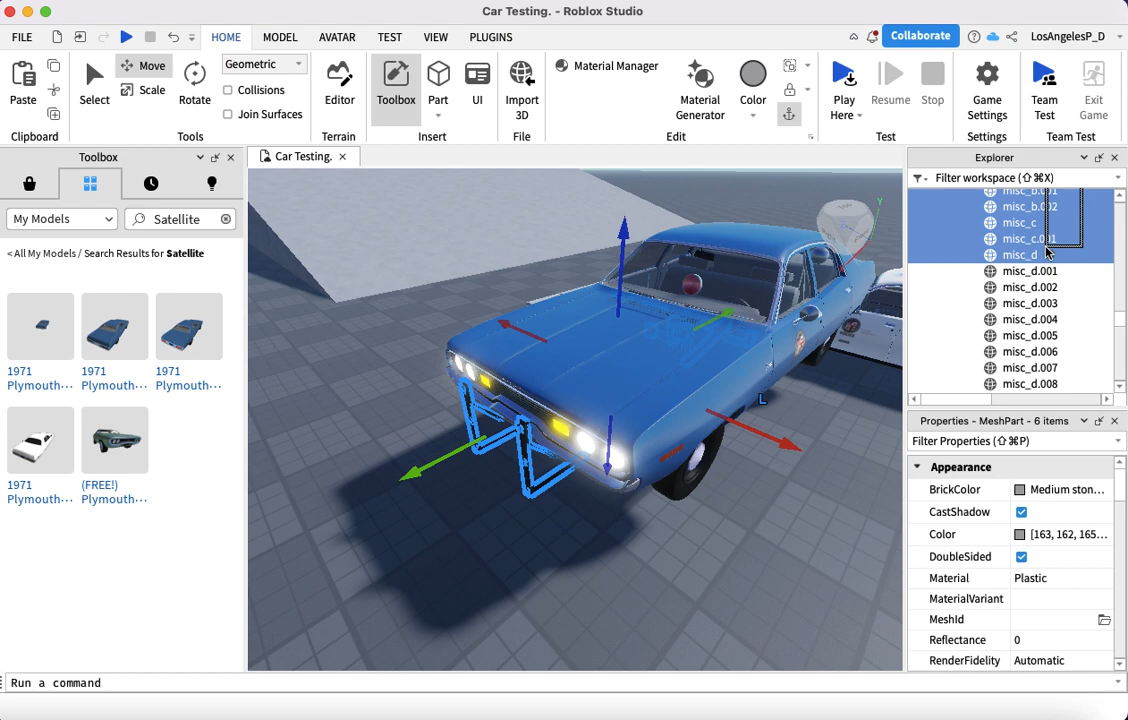 Car Testing. - Roblox Studio
FILE HOME MODEL AVATAR TEST VIEW PLUGINS Collaborate LosAngelesP_D
Paste Select Move Scale Rotate Geometric Collisions Join Surfaces Editor Toolbox Part UI Import 3D Material Manager Material Generator Color Play Here Resume Stop Game Settings Team Test Exit Game
Clipboard Tools Terrain Insert File Edit Test Settings Team Test
Toolbox
My Models Satellite
< All My Models / Search Results for Satellite
1971 Plymouth··· 1971 Plymouth··· 1971 Plymouth···
1971 Plymouth··· (FREE!) Plymouth···
Car Testing.
L
Explorer
Filter workspace (⇧⌘X)
misc_b.001
misc_b.002
misc_c
misc_c.001
misc_d
misc_d.001
misc_d.002
misc_d.003
misc_d.004
misc_d.005
misc_d.006
misc_d.007
misc_d.008
Properties - MeshPart - 6 items
Filter Properties (⇧⌘P)
Appearance
BrickColor Medium ston...
CastShadow
Color [163, 162, 165...
DoubleSided
Material Plastic
MaterialVariant
MeshId
Reflectance 0
RenderFidelity Automatic
Run a command